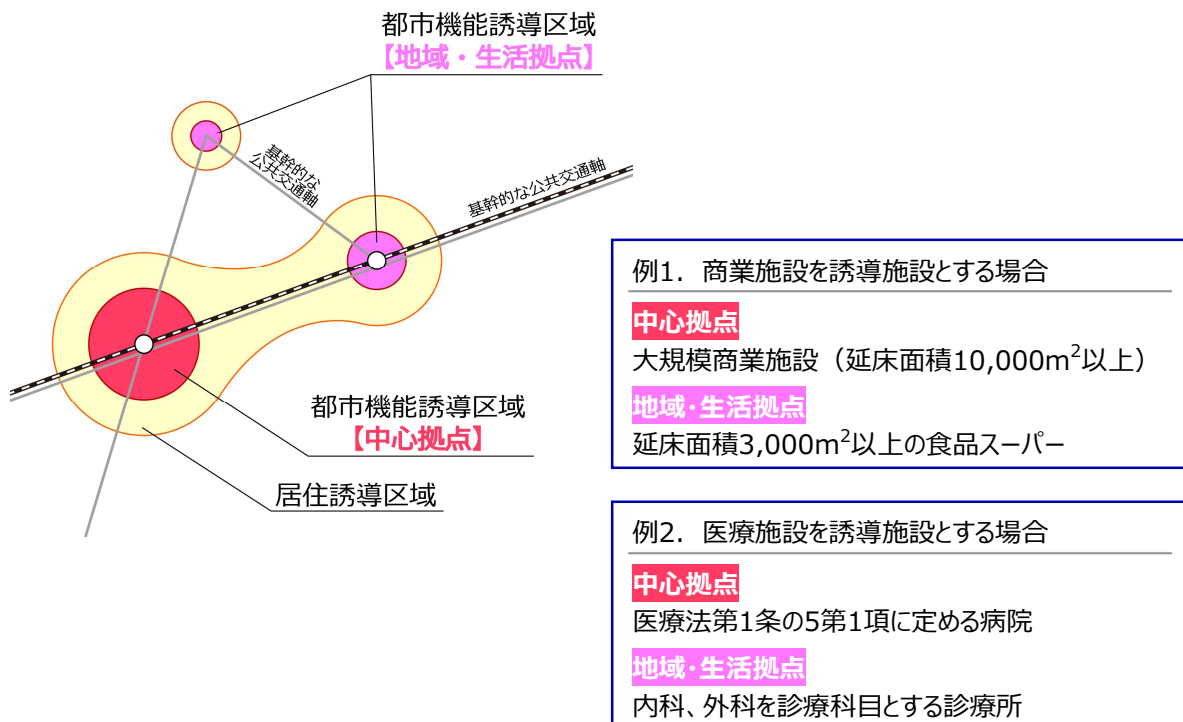 都市機能誘導区域
【地域・生活拠点】
基幹的な
公共交通軸
基幹的な公共交通軸
都市機能誘導区域
【中心拠点】
居住誘導区域
例1．商業施設を誘導施設とする場合
中心拠点
大規模商業施設（延床面積10,000m²以上）
地域・生活拠点
延床面積3,000m²以上の食品スーパー
例2．医療施設を誘導施設とする場合
中心拠点
医療法第1条の5第1項に定める病院
地域・生活拠点
内科、外科を診療科目とする診療所